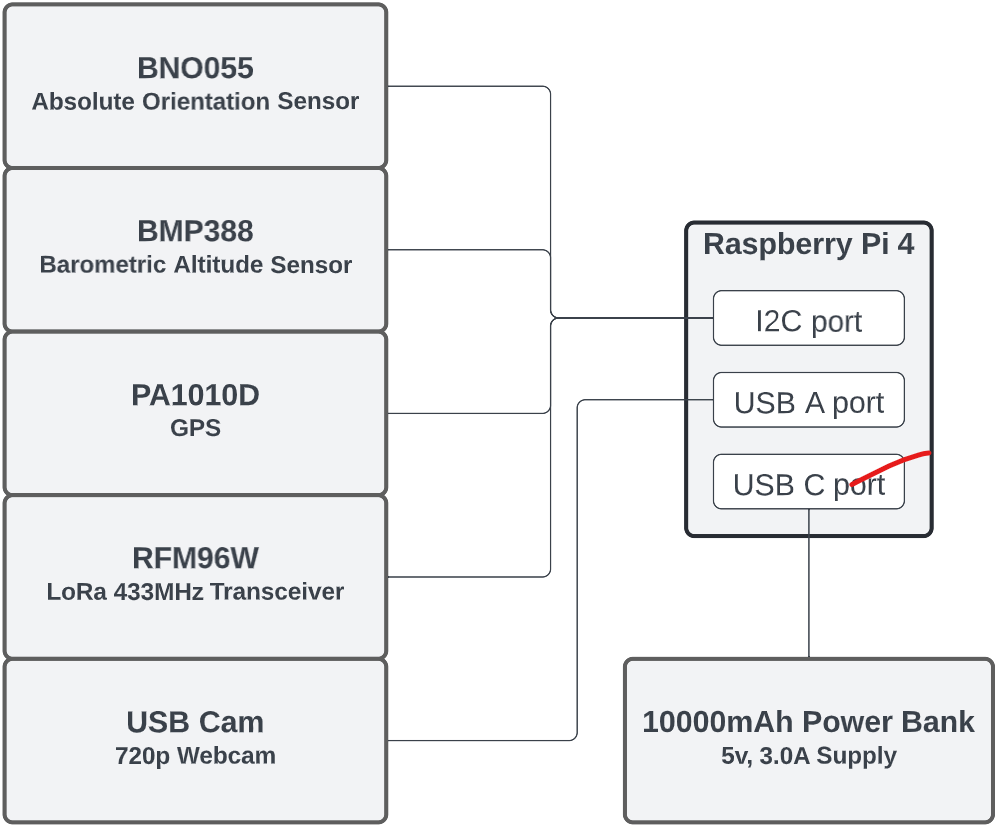 BNO055
Absolute Orientation Sensor
BMP388
Barometric Altitude Sensor
PA1010D
GPS
RFM96W
LoRa 433MHz Transceiver
USB Cam
720p Webcam
Raspberry Pi 4
I2C port
USB A port
USB C port
10000mAh Power Bank
5v, 3.0A Supply